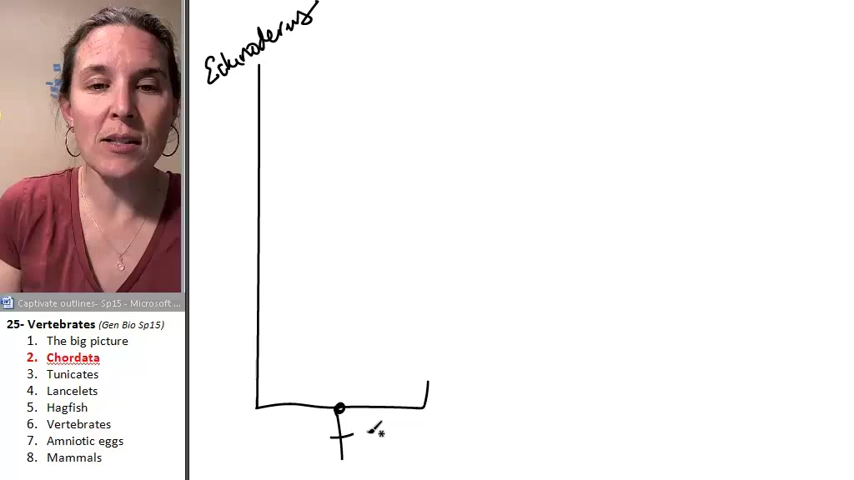 Echinoderms
Captivate outlines- Sp15 - Microsoft ...
25- Vertebrates (Gen Bio Sp15)
1. The big picture
2. Chordata
3. Tunicates
4. Lancelets
5. Hagfish
6. Vertebrates
7. Amniotic eggs
8. Mammals